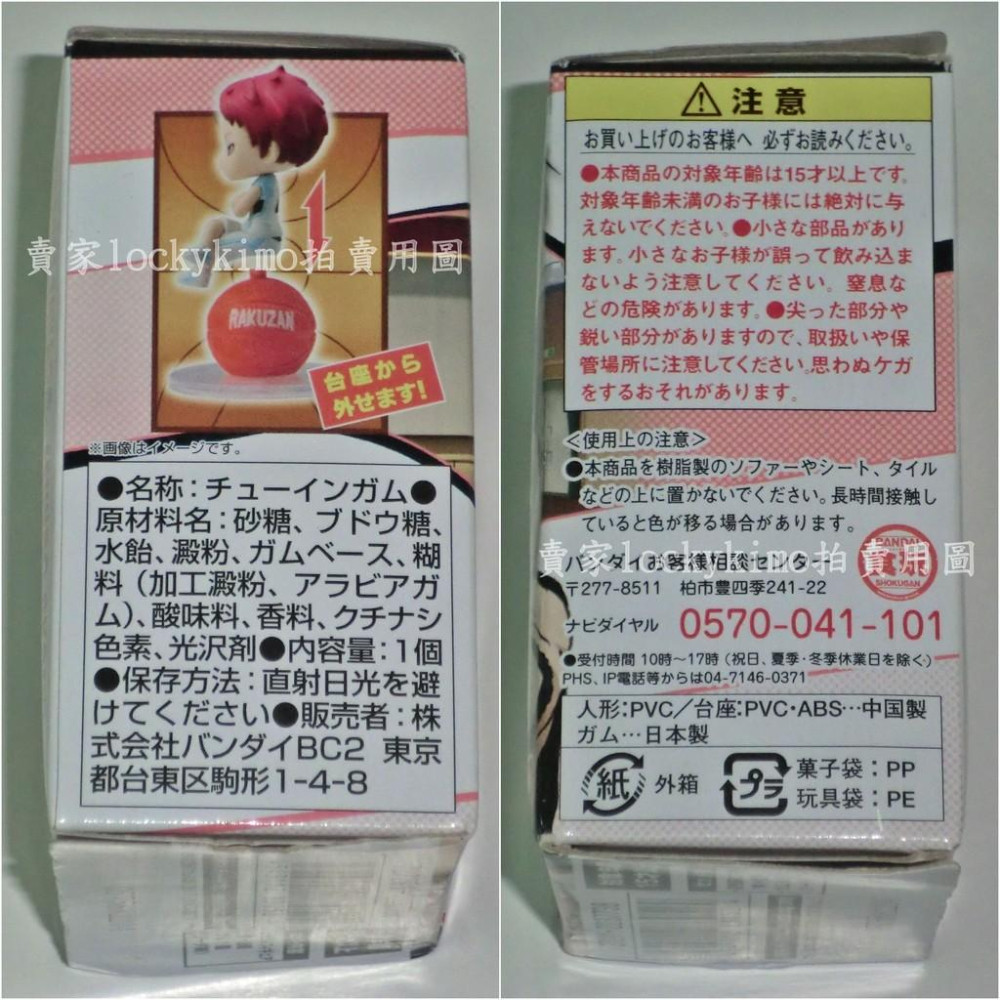 1
賣家lockykimo拍賣用圖
RAKUZAN
台座から
外せます!
※画像はイメージです。
●名称:チューインガム●
原材料名:砂糖、ブドウ糖、
水飴、澱粉、ガムベース、糊
料(加工澱粉、アラビアガ
ム)、酸味料、香料、クチナシ
色素、光沢剤●内容量:1個
●保存方法:直射日光を避
けてください●販売者:株
式会社バンダイBC2 東京
都台東区駒形1-4-8
注意
お買い上げのお客様へ 必ずお読みください。
●本商品の対象年齢は15才以上です。
対象年齢未満のお子様には絶対に与
えないでください。●小さな部品があり
ます。小さなお子様が誤って飲み込ま
ないよう注意してください。窒息な
どの危険があります。●尖った部分や
鋭い部分がありますので、取扱いや保
管場所に注意してください。思わぬケガ
をするおそれがあります。
<使用上の注意>
●本商品を樹脂製のソファーやシート、タイル
などの上に置かないでください。長時間接触し
ていると色が移る場合があります。
賣家lockykimo拍賣用圖
バンダイお客様相談センター
BANDAI
SHOKUGAN
〒277-8511 柏市豊四季241-22
ナビダイヤル 0570-041-101
●受付時間 10時〜17時(祝日、夏季・冬季休業日を除く)
PHS、IP電話等からは04-7146-0371
人形:PVC/台座:PVC・ABS…中国製
ガム…日本製
紙 外箱
プラ 菓子袋:PP
玩具袋:PE